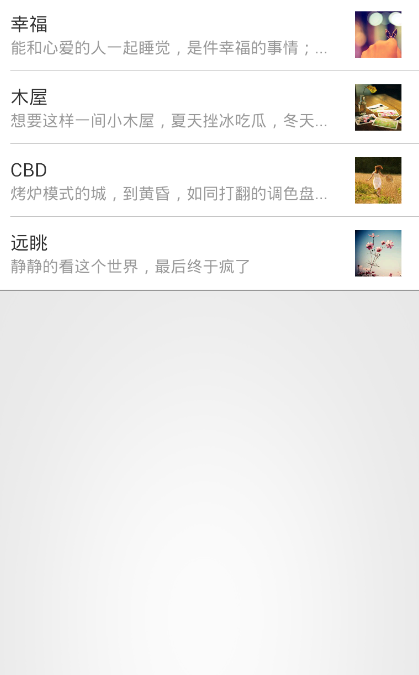 幸福
能和心爱的人一起睡觉，是件幸福的事情；...
木屋
想要这样一间小木屋，夏天挫冰吃瓜，冬天...
CBD
烤炉模式的城，到黄昏，如同打翻的调色盘...
远眺
静静的看这个世界，最后终于疯了